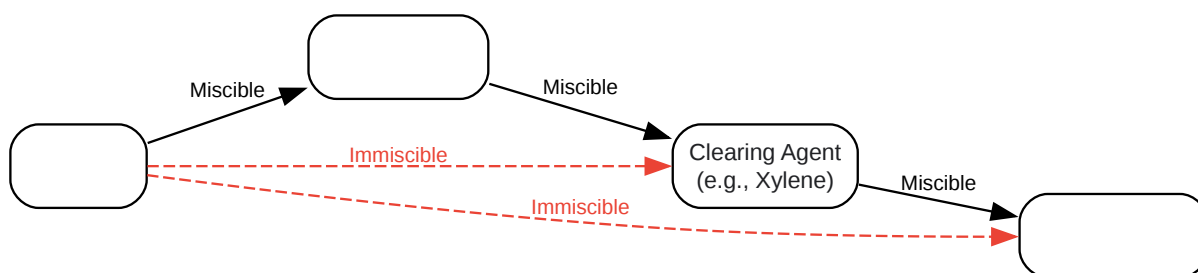 Miscible
Miscible
Immiscible
Clearing Agent
(e.g., Xylene)
Miscible
Immiscible